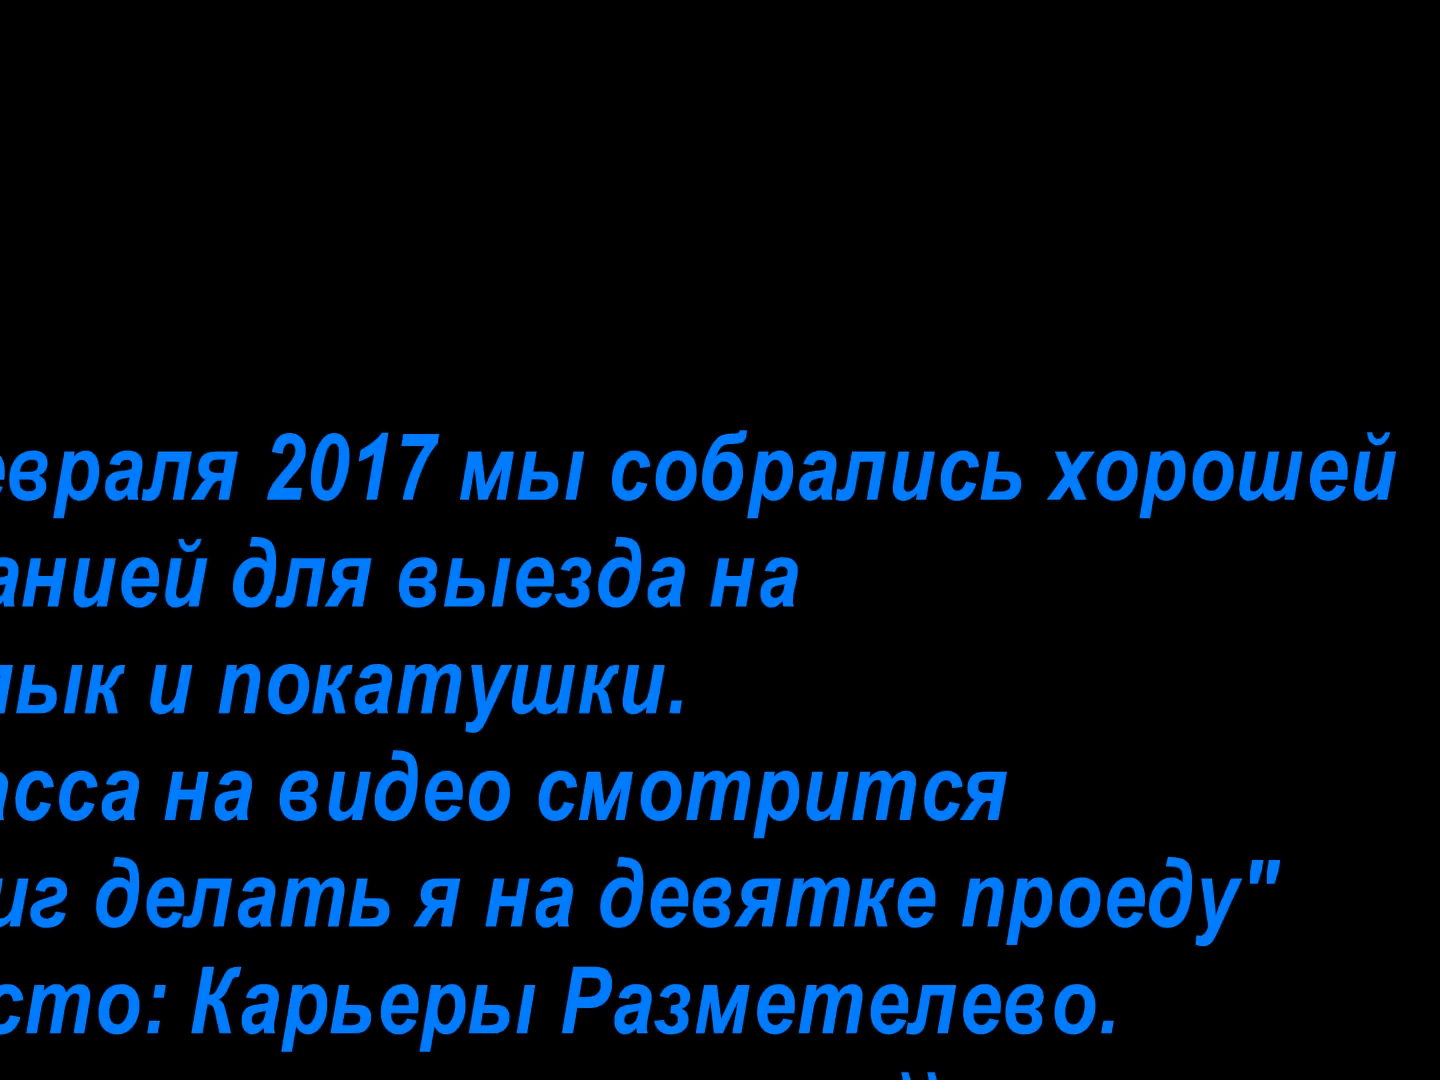 евраля 2017 мы собрались хорошей
анией для выезда на
лык и покатушки.
асса на видео смотрится
иг делать я на девятке проеду"
сто: Карьеры Разметелево.